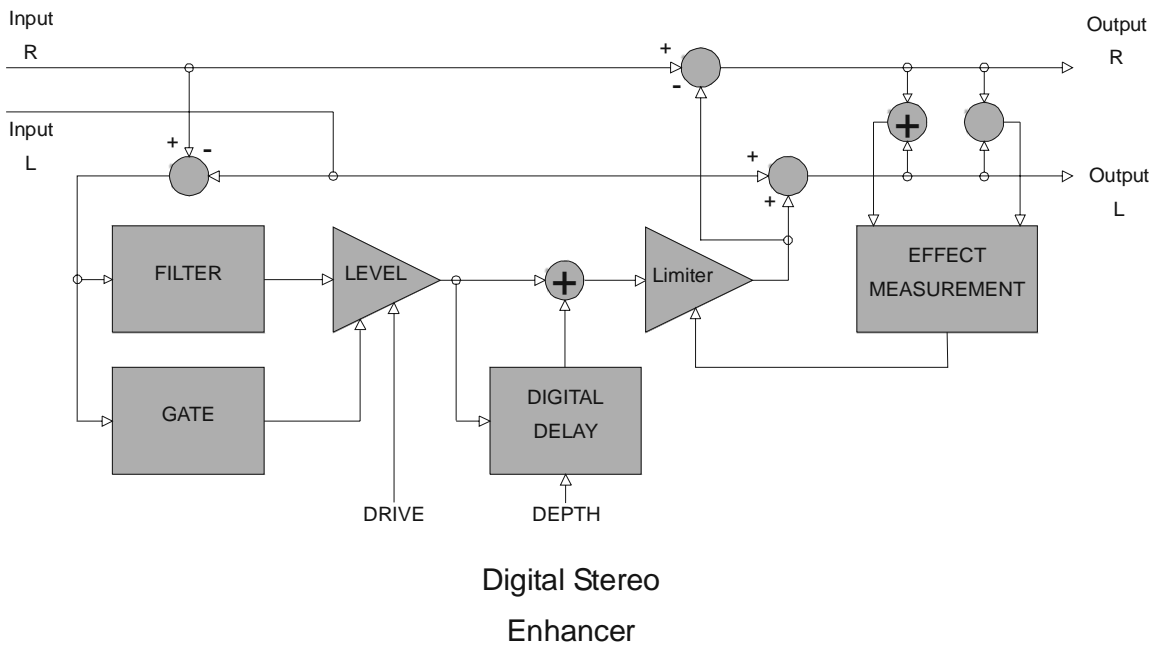 Input
R
Output
R
+
-
Input
L
+
-
+
+
+
Output
L
FILTER
LEVEL
+
Limiter
EFFECT
MEASUREMENT
GATE
DIGITAL
DELAY
DRIVE
DEPTH
Digital Stereo
Enhancer